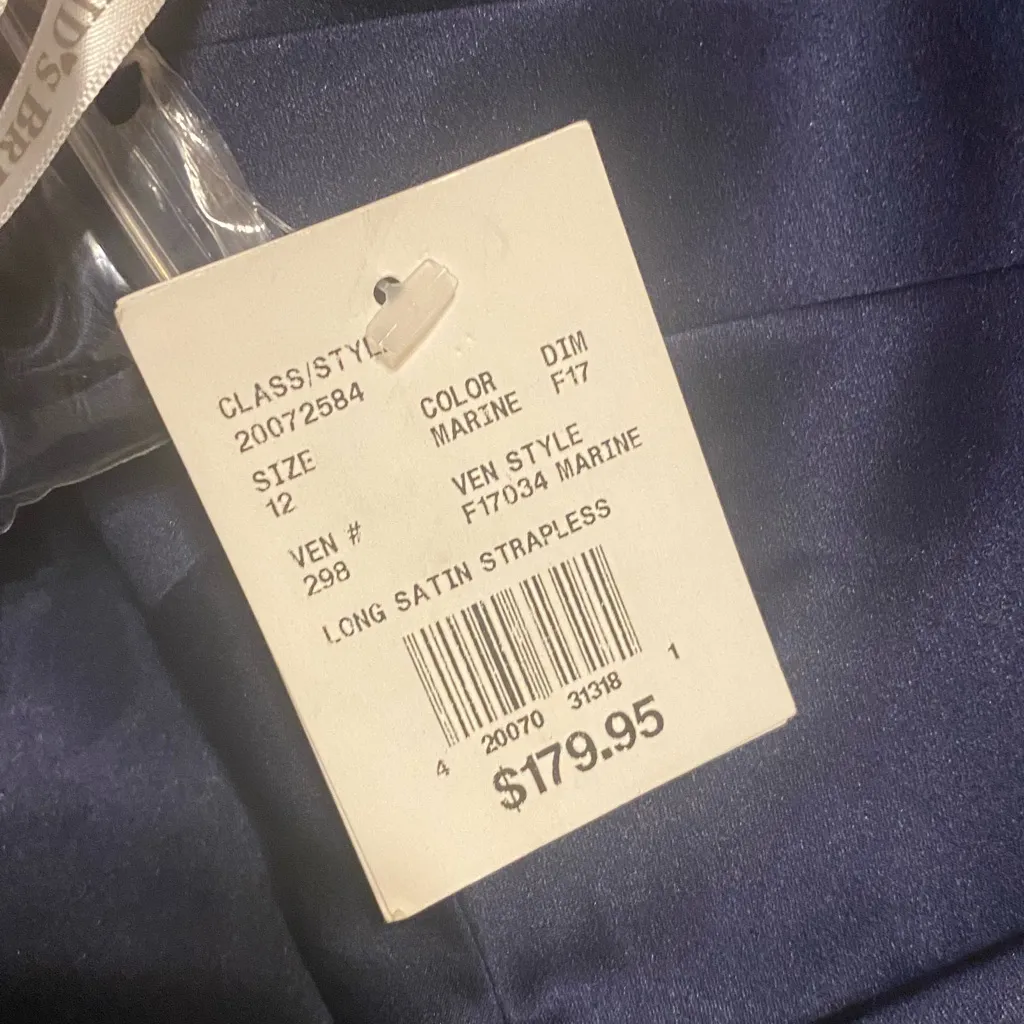 D'S BR
CLASS/STYL
20072584
COLOR
MARINE
DIM
F17
SIZE
12
VEN STYLE
F17034 MARINE
VEN #
298
LONG SATIN STRAPLESS
4 20070 31318 1
$179.95